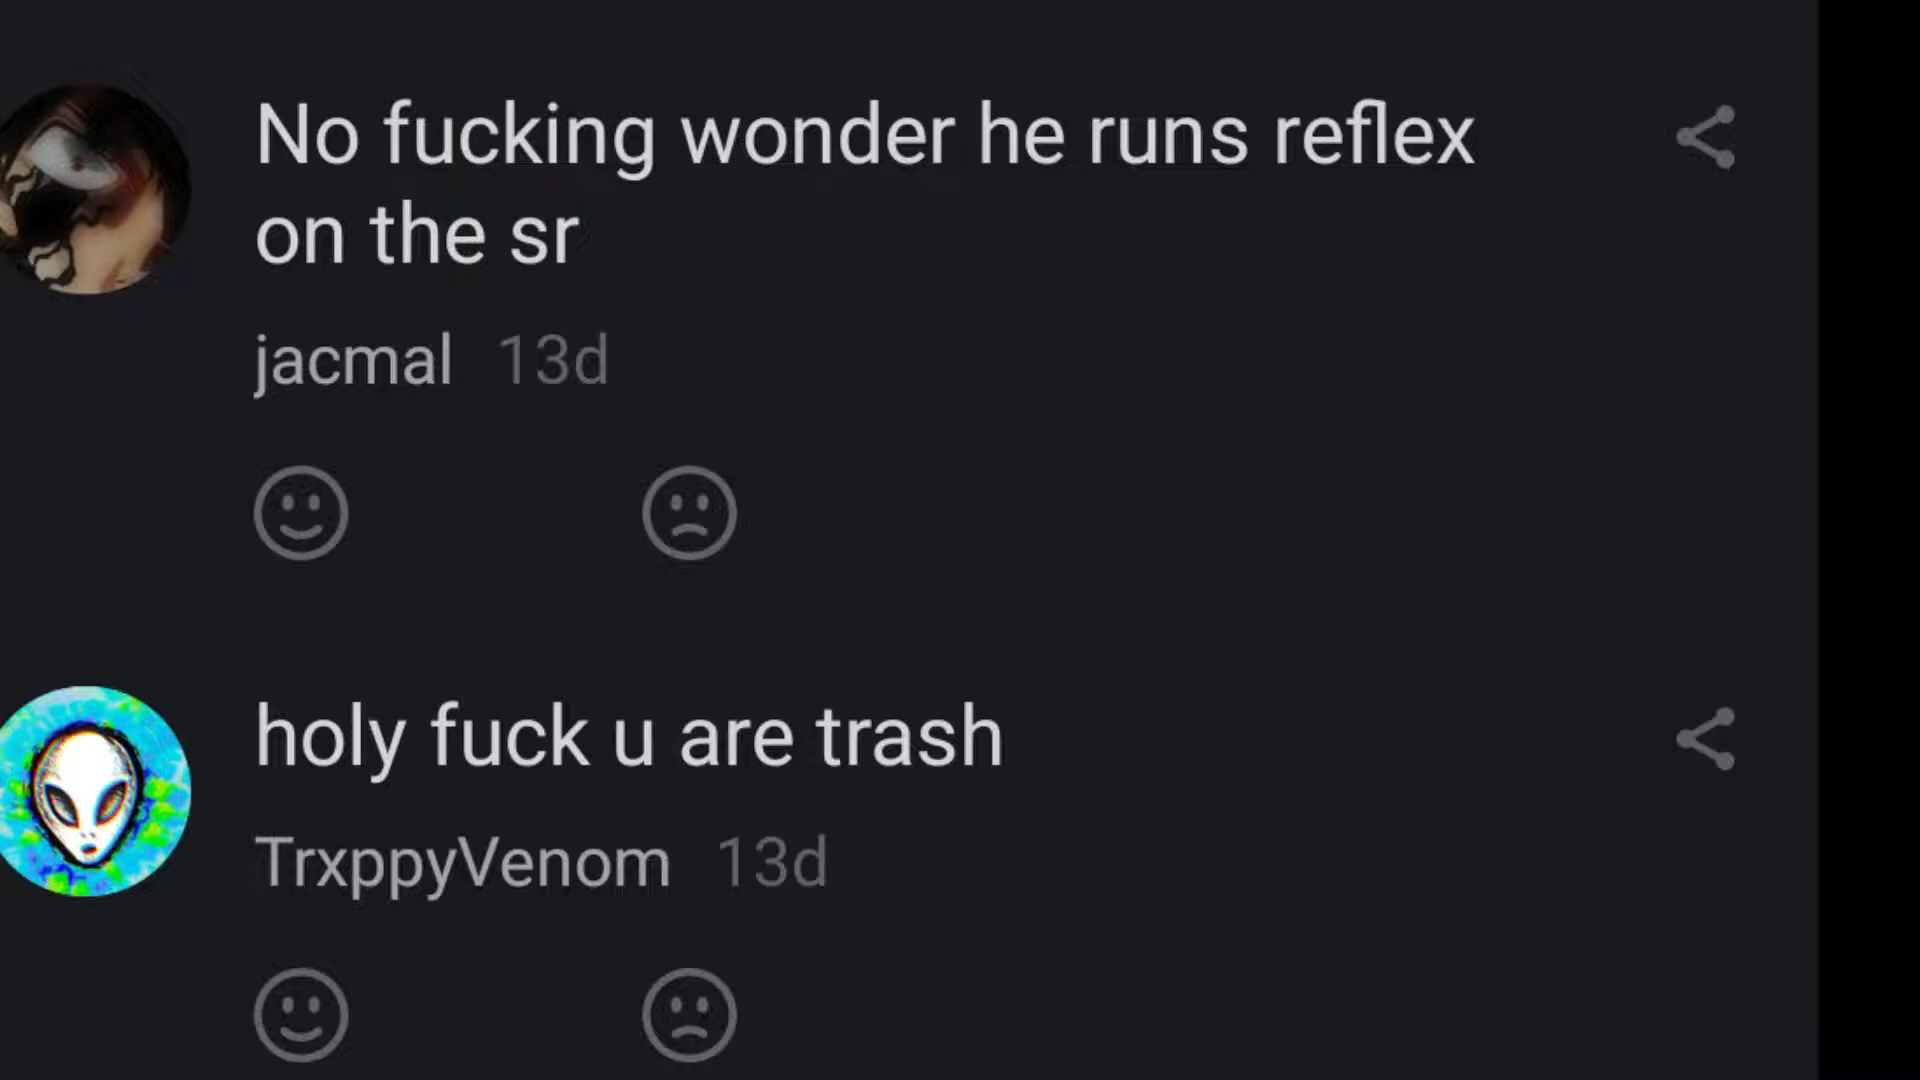 No fucking wonder he runs reflex
on the sr
jacmal 13d
holy fuck u are trash
TrxppyVenom 13d